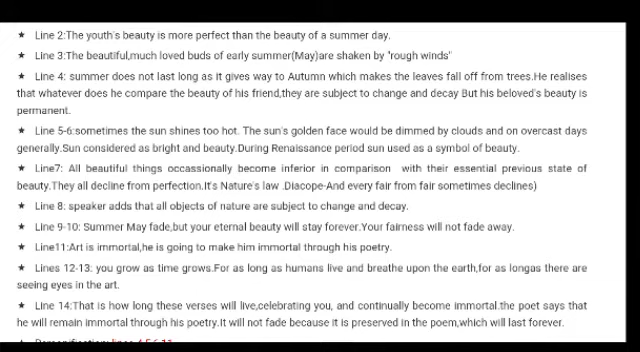 ★ Line 2:The youth's beauty is more perfect than the beauty of a summer day.
★ Line 3:The beautiful,much loved buds of early summer(May)are shaken by "rough winds"
★ Line 4: summer does not last long as it gives way to Autumn which makes the leaves fall off from trees.He realises
that whatever does he compare the beauty of his friend,they are subject to change and decay But his beloved's beauty is
permanent.
★ Line 5-6:sometimes the sun shines too hot. The sun's golden face would be dimmed by clouds and on overcast days
generally.Sun considered as bright and beauty.During Renaissance period sun used as a symbol of beauty.
★ Line7: All beautiful things occassionally become inferior in comparison with their essential previous state of
beauty.They all decline from perfection.It's Nature's law .Diacope-And every fair from fair sometimes declines)
★ Line 8: speaker adds that all objects of nature are subject to change and decay.
★ Line 9-10: Summer May fade,but your eternal beauty will stay forever.Your fairness will not fade away.
★ Line11:Art is immortal,he is going to make him immortal through his poetry.
★ Lines 12-13: you grow as time grows.For as long as humans live and breathe upon the earth,for as longas there are
seeing eyes in the art.
★ Line 14:That is how long these verses will live,celebrating you, and continually become immortal.the poet says that
he will remain immortal through his poetry.It will not fade because it is preserved in the poem,which will last forever.